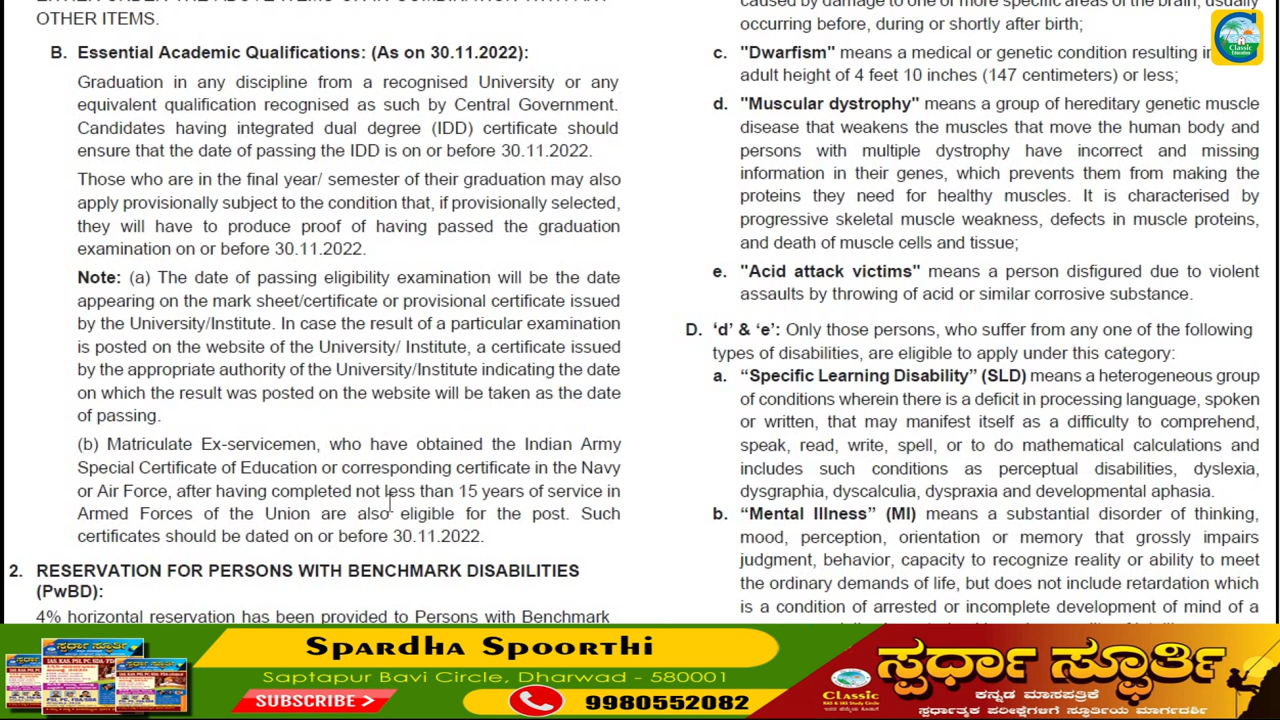 OTHER ITEMS.
B. Essential Academic Qualifications: (As on 30.11.2022):
Graduation in any discipline from a recognised University or any
equivalent qualification recognised as such by Central Government.
Candidates having integrated dual degree (IDD) certificate should
ensure that the date of passing the IDD is on or before 30.11.2022.
Those who are in the final year/ semester of their graduation may also
apply provisionally subject to the condition that, if provisionally selected,
they will have to produce proof of having passed the graduation
examination on or before 30.11.2022.
Note: (a) The date of passing eligibility examination will be the date
appearing on the mark sheet/certificate or provisional certificate issued
by the University/Institute. In case the result of a particular examination
is posted on the website of the University/ Institute, a certificate issued
by the appropriate authority of the University/Institute indicating the date
on which the result was posted on the website will be taken as the date
of passing.
(b) Matriculate Ex-servicemen, who have obtained the Indian Army
Special Certificate of Education or corresponding certificate in the Navy
or Air Force, after having completed not less than 15 years of service in
Armed Forces of the Union are also eligible for the post. Such
certificates should be dated on or before 30.11.2022.
2. RESERVATION FOR PERSONS WITH BENCHMARK DISABILITIES
(PwBD):
4% horizontal reservation has been provided to Persons with Benchmark
caused by damage to one or more specific areas of the brain, usually
occurring before, during or shortly after birth;
c. "Dwarfism" means a medical or genetic condition resulting in
adult height of 4 feet 10 inches (147 centimeters) or less;
d. "Muscular dystrophy" means a group of hereditary genetic muscle
disease that weakens the muscles that move the human body and
persons with multiple dystrophy have incorrect and missing
information in their genes, which prevents them from making the
proteins they need for healthy muscles. It is characterised by
progressive skeletal muscle weakness, defects in muscle proteins,
and death of muscle cells and tissue;
e. "Acid attack victims" means a person disfigured due to violent
assaults by throwing of acid or similar corrosive substance.
D. ‘d’ & ‘e’: Only those persons, who suffer from any one of the following
types of disabilities, are eligible to apply under this category:
a. “Specific Learning Disability” (SLD) means a heterogeneous group
of conditions wherein there is a deficit in processing language, spoken
or written, that may manifest itself as a difficulty to comprehend,
speak, read, write, spell, or to do mathematical calculations and
includes such conditions as perceptual disabilities, dyslexia,
dysgraphia, dyscalculia, dyspraxia and developmental aphasia.
b. “Mental Illness” (MI) means a substantial disorder of thinking,
mood, perception, orientation or memory that grossly impairs
judgment, behavior, capacity to recognize reality or ability to meet
the ordinary demands of life, but does not include retardation which
is a condition of arrested or incomplete development of mind of a
Classic
Education
Spardha Spoorthi
Saptapur Bavi Circle, Dharwad - 580001
SUBSCRIBE >
9980552082
Classic
KAS & IAS Study Circle
ಸ್ಪರ್ಧಾ ಸ್ಫೂರ್ತಿ
ಕನ್ನಡ ಮಾಸಪತ್ರಿಕೆ
ಸ್ಪರ್ಧಾತ್ಮಕ ಪರೀಕ್ಷೆಗಳಿಗೆ ಸ್ಫೂರ್ತಿಯ ಮಾರ್ಗದರ್ಶಿ